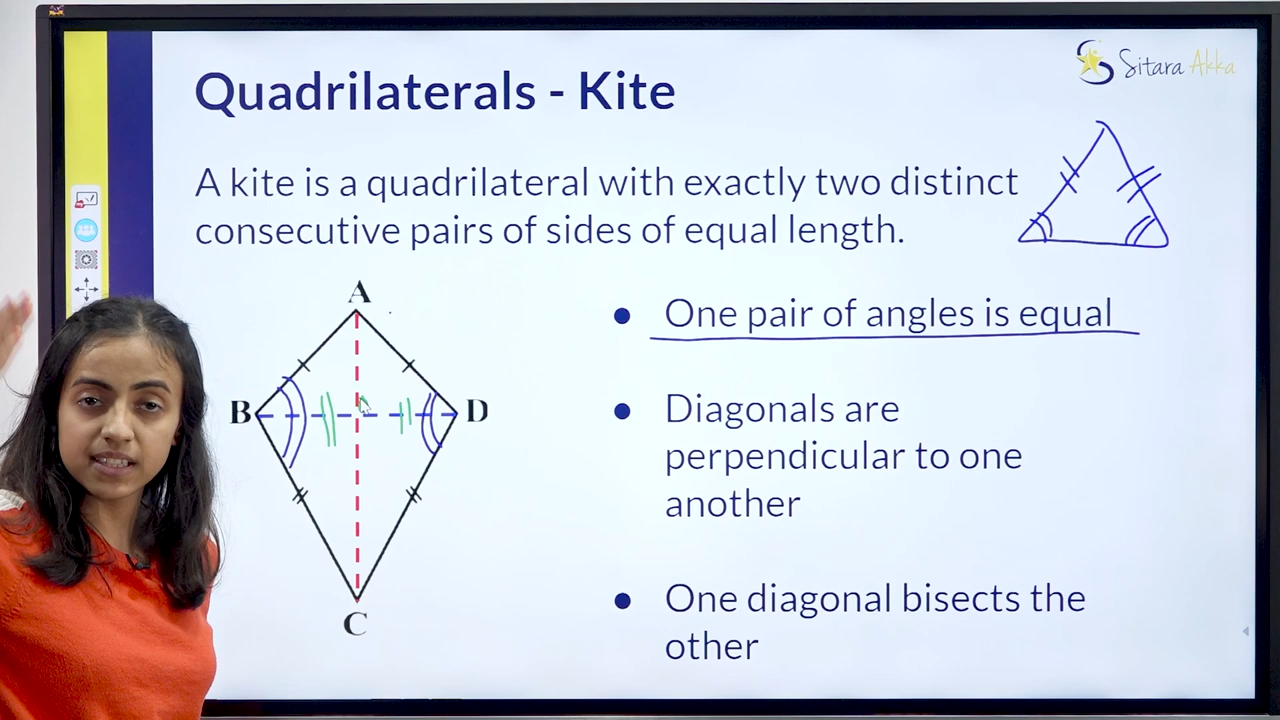 Sitara Akka
Quadrilaterals - Kite
A kite is a quadrilateral with exactly two distinct
consecutive pairs of sides of equal length.
A
B
D
C
● One pair of angles is equal
● Diagonals are
perpendicular to one
another
● One diagonal bisects the
other